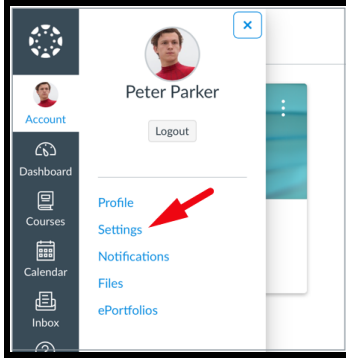 Account
Dashboard
Courses
Calendar
Inbox
Peter Parker
Logout
Profile
Settings
Notifications
Files
ePortfolios